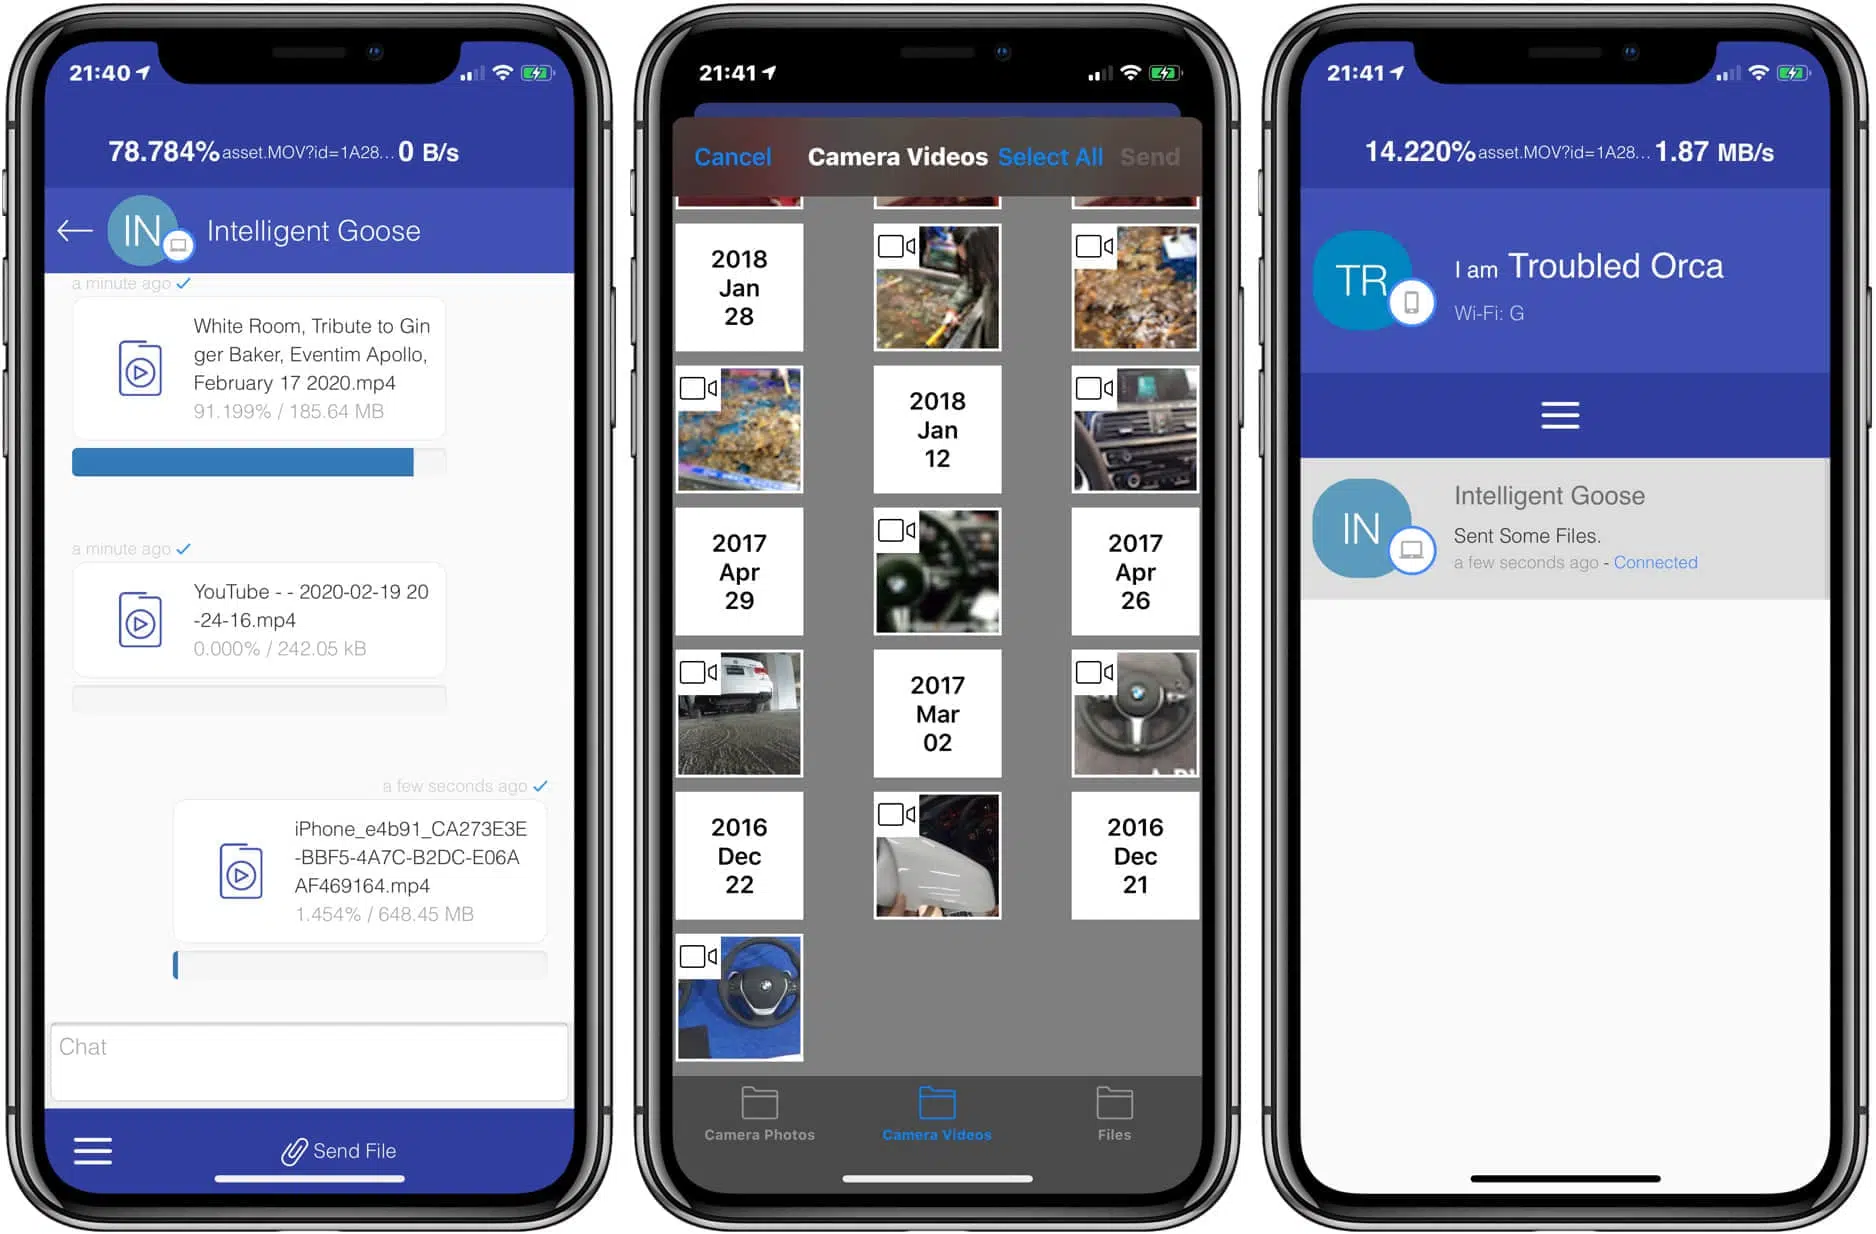 21:40
78.784% asset.MOV?id=1A28... 0 B/s
IN
Intelligent Goose
a minute ago
White Room, Tribute to Gin
ger Baker, Eventim Apollo,
February 17 2020.mp4
91.199% / 185.64 MB
a minute ago
YouTube - - 2020-02-19 20
-24-16.mp4
0.000% / 242.05 kB
a few seconds ago
iPhone_e4b91_CA273E3E
-BBF5-4A7C-B2DC-E06A
AF469164.mp4
1.454% / 648.45 MB
Chat
Send File
21:41
Cancel Camera Videos Select All Send
2018
Jan
28
2018
Jan
12
2017
Apr
29
2017
Apr
26
2017
Mar
02
2016
Dec
22
2016
Dec
21
Camera Photos Camera Videos Files
21:41
14.220% asset.MOV?id=1A28... 1.87 MB/s
TR
I am Troubled Orca
Wi-Fi: G
IN
Intelligent Goose
Sent Some Files.
a few seconds ago - Connected